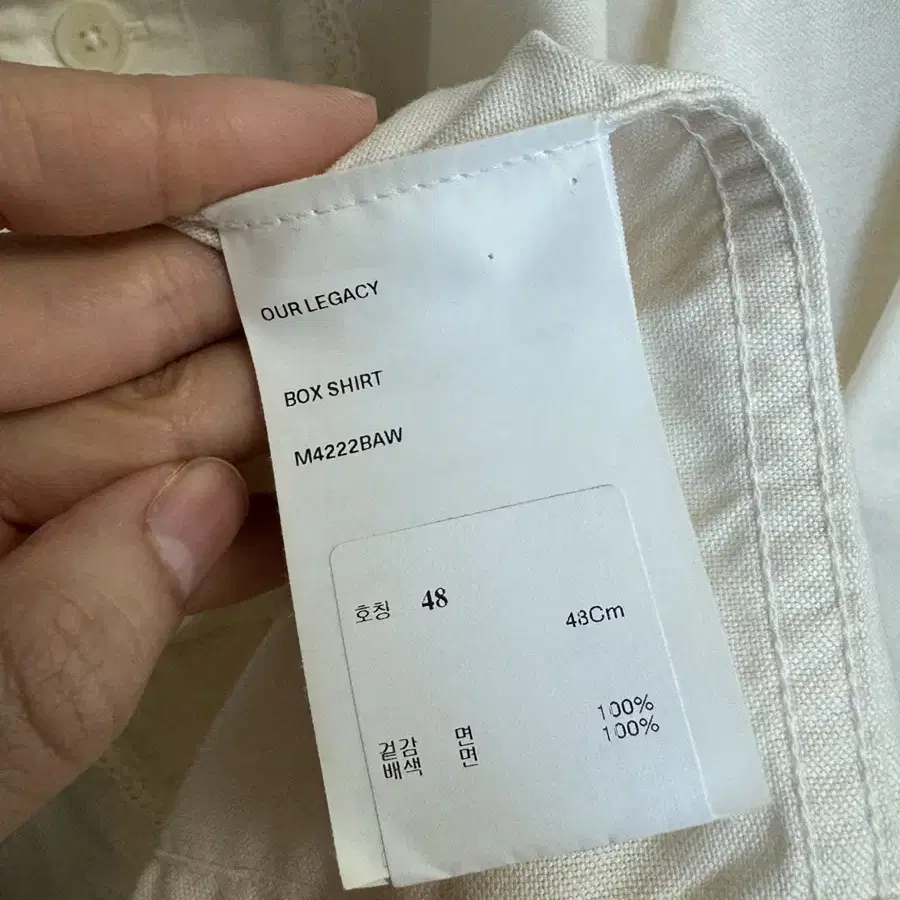 OUR LEGACY
BOX SHIRT
M4222BAW
호칭 48 48Cm
겉감 면 100%
배색 면 100%